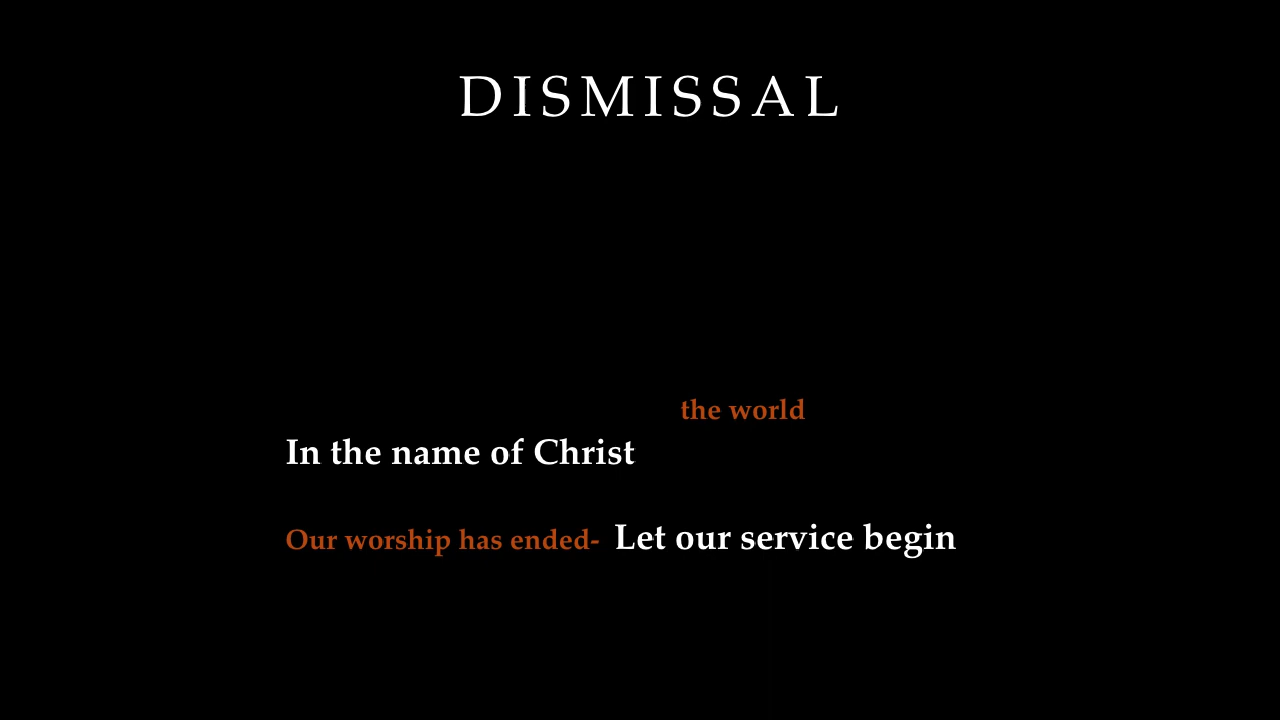 DISMISSAL
the world
In the name of Christ
Our worship has ended- Let our service begin